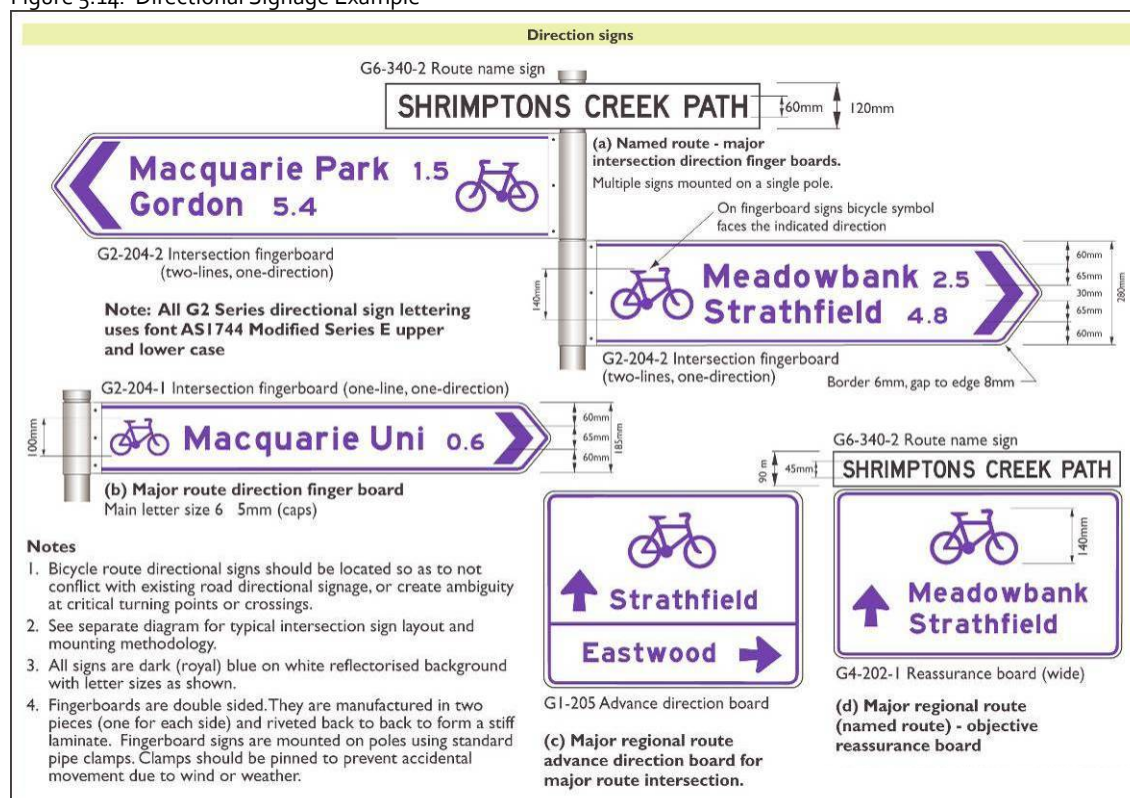 Figure 5.14. Directional Signage Example
Direction signs
G6-340-2 Route name sign
SHRIMPTONS CREEK PATH
60mm
120mm
(a) Named route - major
intersection direction finger boards.
Multiple signs mounted on a single pole.
Macquarie Park 1.5
Gordon 5.4
On fingerboard signs bicycle symbol
faces the indicated direction
G2-204-2 Intersection fingerboard
(two-lines, one-direction)
140mm
Meadowbank 2.5
Strathfield 4.8
60mm
65mm
30mm
65mm
60mm
280mm
Note: All G2 Series directional sign lettering
uses font AS1744 Modified Series E upper
and lower case
G2-204-2 Intersection fingerboard
(two-lines, one-direction)
Border 6mm, gap to edge 8mm
G2-204-1 Intersection fingerboard (one-line, one-direction)
100mm
Macquarie Uni 0.6
60mm
65mm
60mm
185mm
(b) Major route direction finger board
Main letter size 6 5mm (caps)
G6-340-2 Route name sign
90 m
45mm
SHRIMPTONS CREEK PATH
Strathfield
Eastwood
G1-205 Advance direction board
(c) Major regional route
advance direction board for
major route intersection.
140mm
Meadowbank
Strathfield
G4-202-1 Reassurance board (wide)
(d) Major regional route
(named route) - objective
reassurance board
Notes
1. Bicycle route directional signs should be located so as to not
conflict with existing road directional signage, or create ambiguity
at critical turning points or crossings.
2. See separate diagram for typical intersection sign layout and
mounting methodology.
3. All signs are dark (royal) blue on white reflectorised background
with letter sizes as shown.
4. Fingerboards are double sided. They are manufactured in two
pieces (one for each side) and riveted back to back to form a stiff
laminate. Fingerboard signs are mounted on poles using standard
pipe clamps. Clamps should be pinned to prevent accidental
movement due to wind or weather.